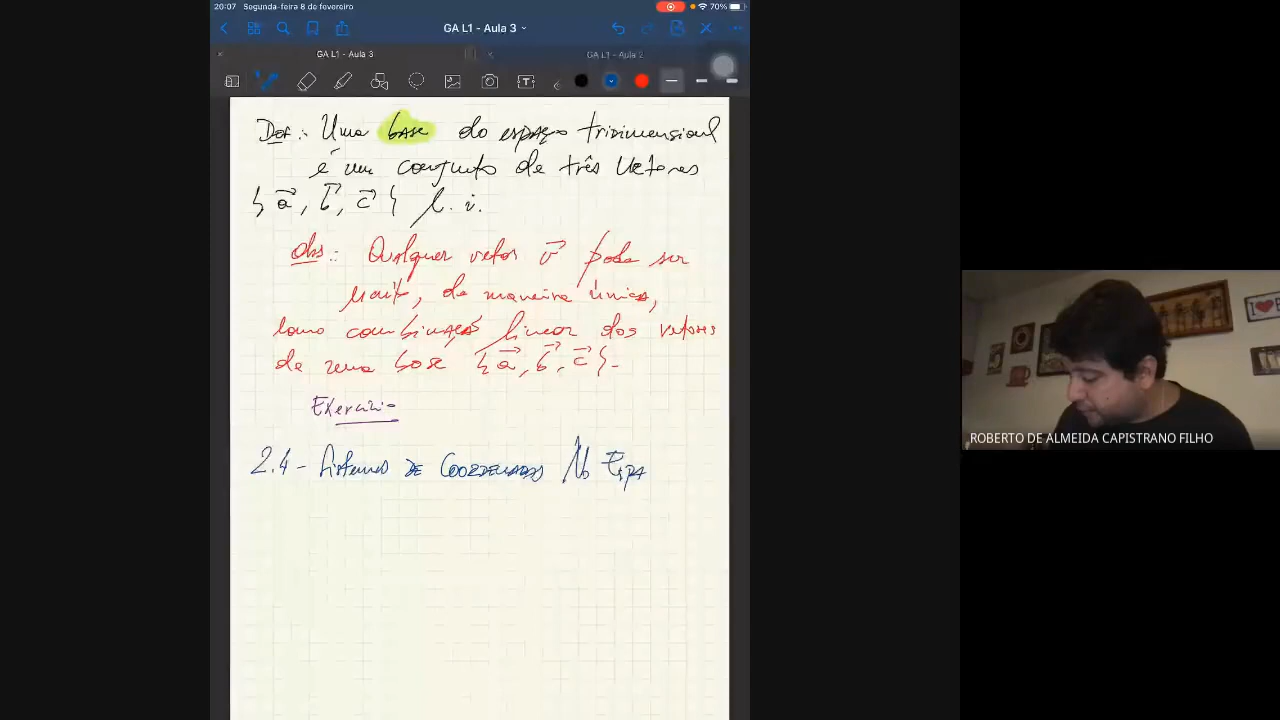 20:07 Segunda-feira 8 de fevereiro
70%
GA L1 - Aula 3
GA L1 - Aula 3
GA L1 - Aula 2
Def.: Uma base do espaço tridimensional
é um conjunto de três vetores
{ a, b, c } l. i.
Obs.: Qualquer vetor v pode ser
de maneira única,
como combinação linear dos vetores
de uma base {a, b, c}.
Exercício
2.4 - Sistemas de Coordenadas No Espa
I
ROBERTO DE ALMEIDA CAPISTRANO FILHO